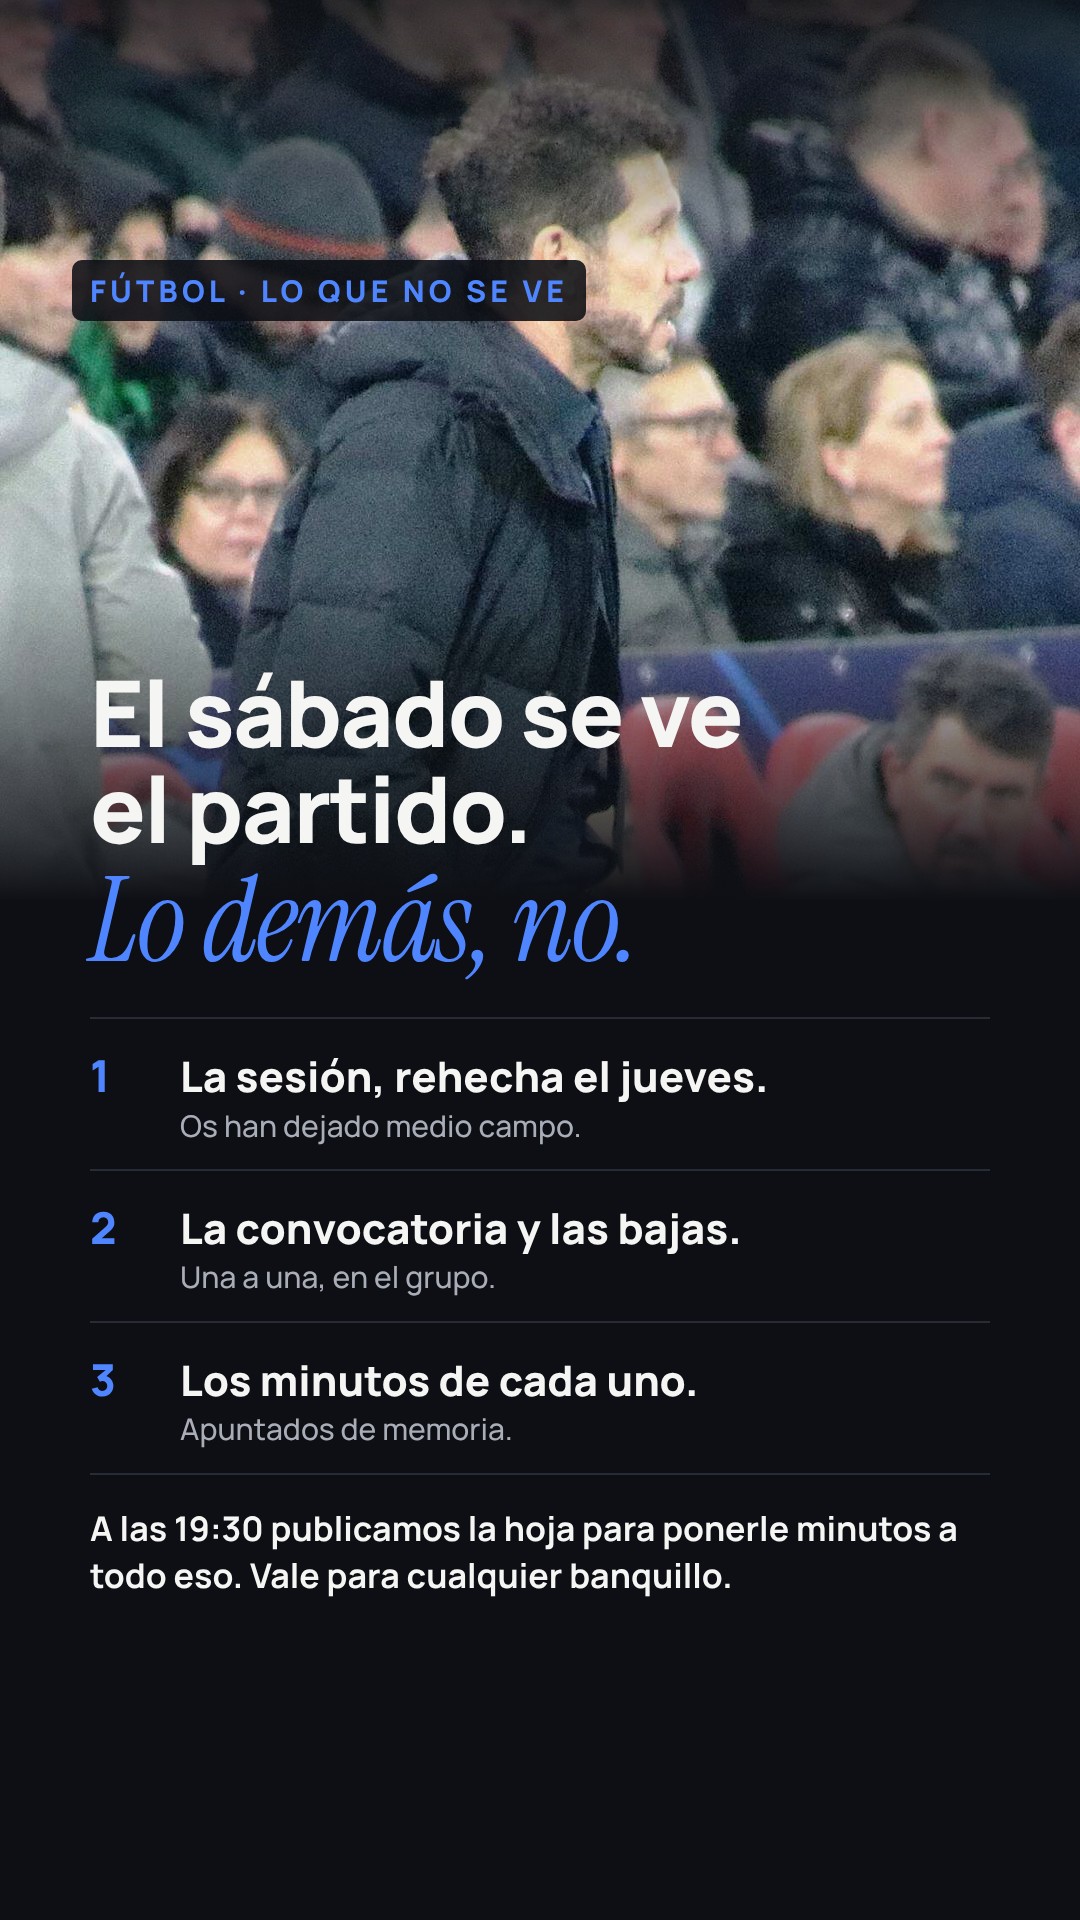 FÚTBOL · LO QUE NO SE VE
El sábado se ve
el partido.
Lo demás, no.
1 La sesión, rehecha el jueves.
Os han dejado medio campo.
2 La convocatoria y las bajas.
Una a una, en el grupo.
3 Los minutos de cada uno.
Apuntados de memoria.
A las 19:30 publicamos la hoja para ponerle minutos a
todo eso. Vale para cualquier banquillo.